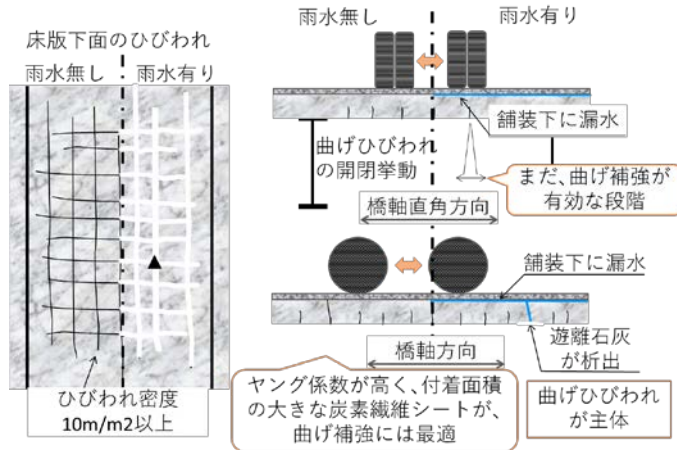 床版下面のひびわれ
雨水無し
雨水有り
ひびわれ密度
10m/m2以上
雨水無し
雨水有り
舗装下に漏水
曲げひびわれ
の開閉挙動
まだ、曲げ補強が
有効な段階
橋軸直角方向
舗装下に漏水
橋軸方向
遊離石灰
が析出
ヤング係数が高く、付着面積
の大きな炭素繊維シートが、
曲げ補強には最適
曲げひびわれ
が主体